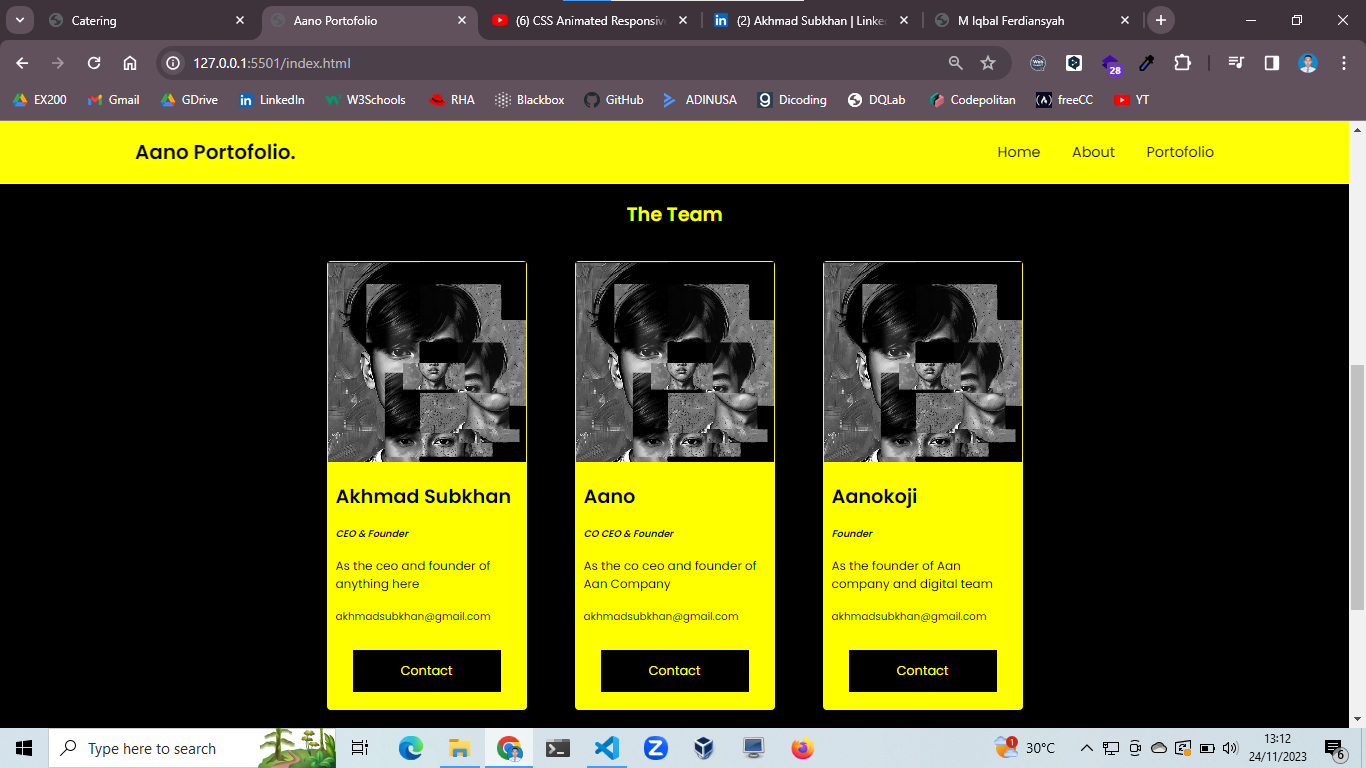 Catering
Aano Portofolio
(6) CSS Animated Responsive
(2) Akhmad Subkhan | Linke
M Iqbal Ferdiansyah
127.0.0.1:5501/index.html
28
EX200
Gmail
GDrive
LinkedIn
W3Schools
RHA
Blackbox
GitHub
ADINUSA
Dicoding
DQLab
Codepolitan
freeCC
YT
Aano Portofolio.
Home
About
Portofolio
The Team
Akhmad Subkhan
CEO & Founder
As the ceo and founder of
anything here
akhmadsubkhan@gmail.com
Contact
Aano
CO CEO & Founder
As the co ceo and founder of
Aan Company
akhmadsubkhan@gmail.com
Contact
Aanokoji
Founder
As the founder of Aan
company and digital team
akhmadsubkhan@gmail.com
Contact
Type here to search
1
30°C
13:12
24/11/2023
6